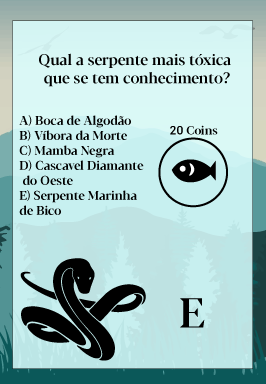 Qual a serpente mais tóxica
que se tem conhecimento?
A) Boca de Algodão
B) Víbora da Morte
C) Mamba Negra
D) Cascavel Diamante
do Oeste
E) Serpente Marinha
de Bico
20 Coins
E